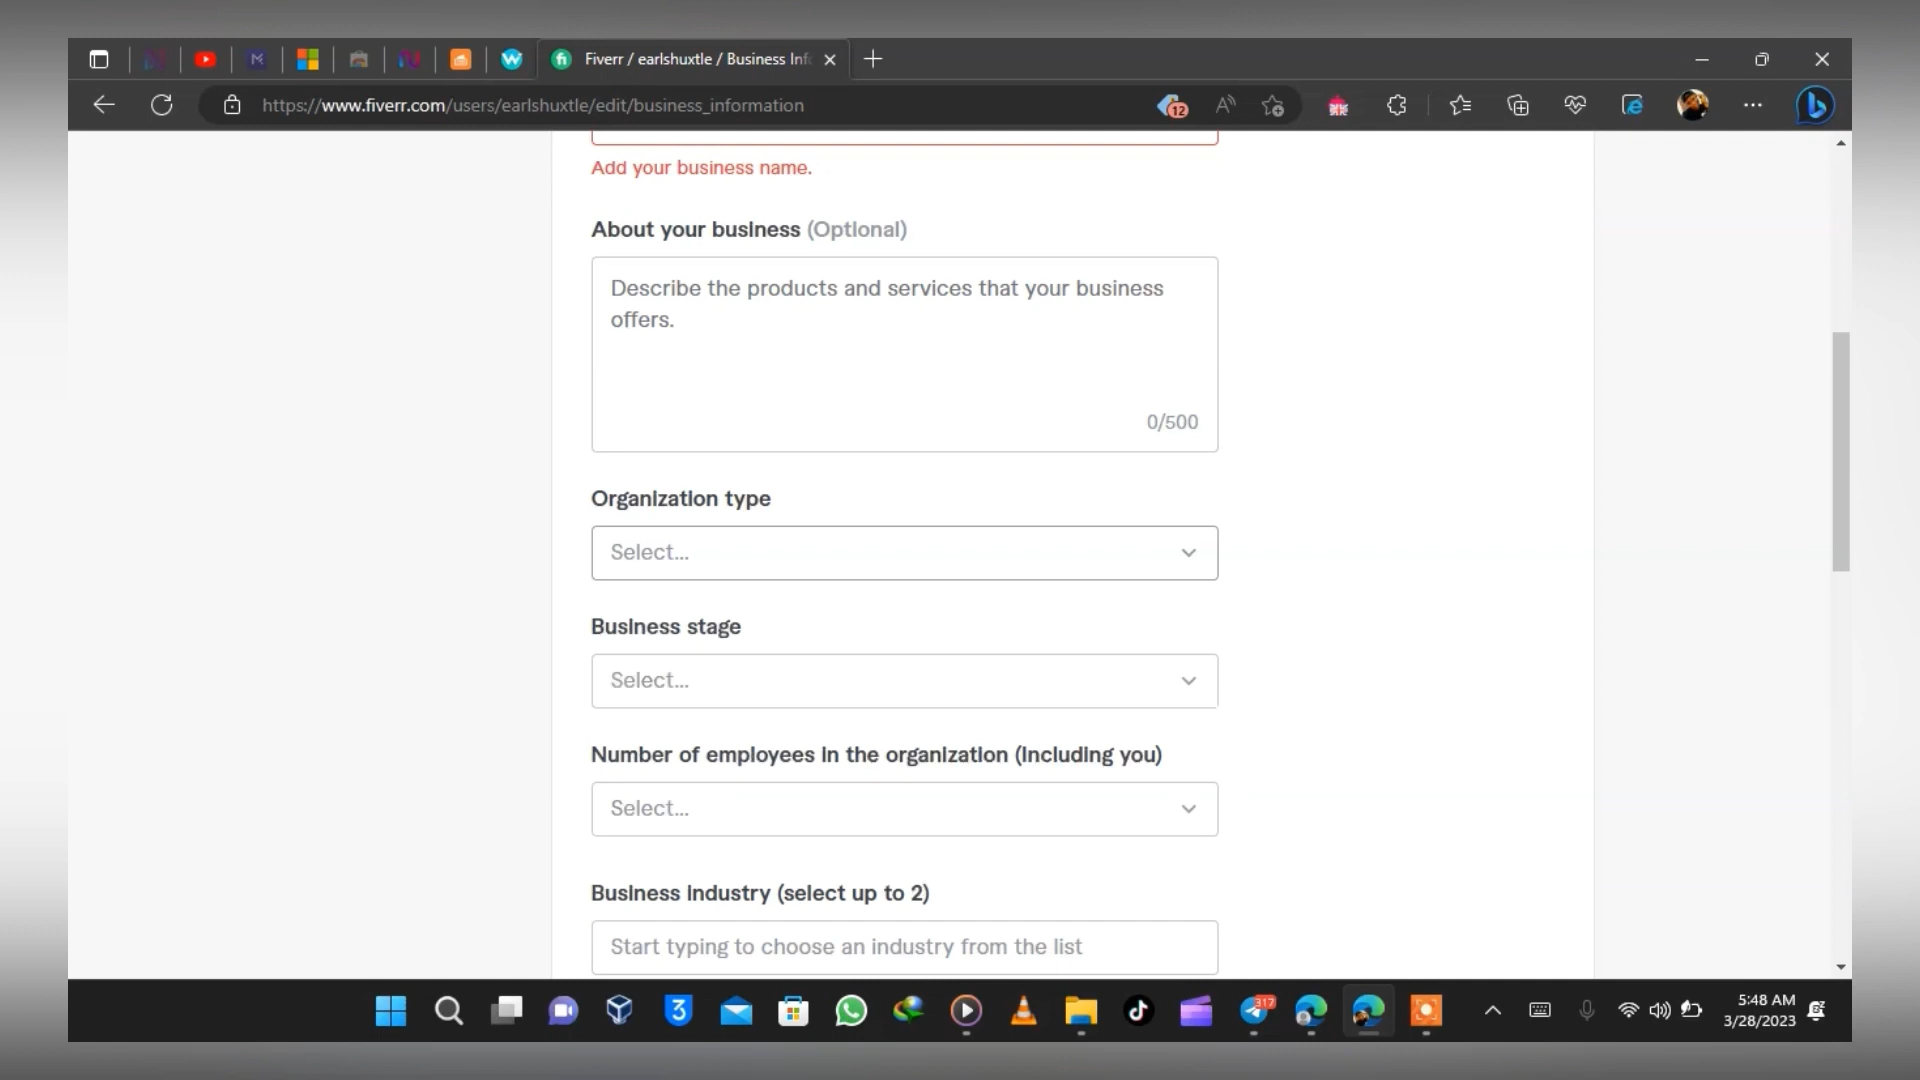 Fiverr / earlshuxtle / Business Inf
https://www.fiverr.com/users/earlshuxtle/edit/business_information
12
Add your business name.
About your business (Optional)
Describe the products and services that your business
offers.
0/500
Organization type
Select...
Business stage
Select...
Number of employees in the organization (including you)
Select...
Business industry (select up to 2)
Start typing to choose an industry from the list
3
317
5:48 AM
3/28/2023